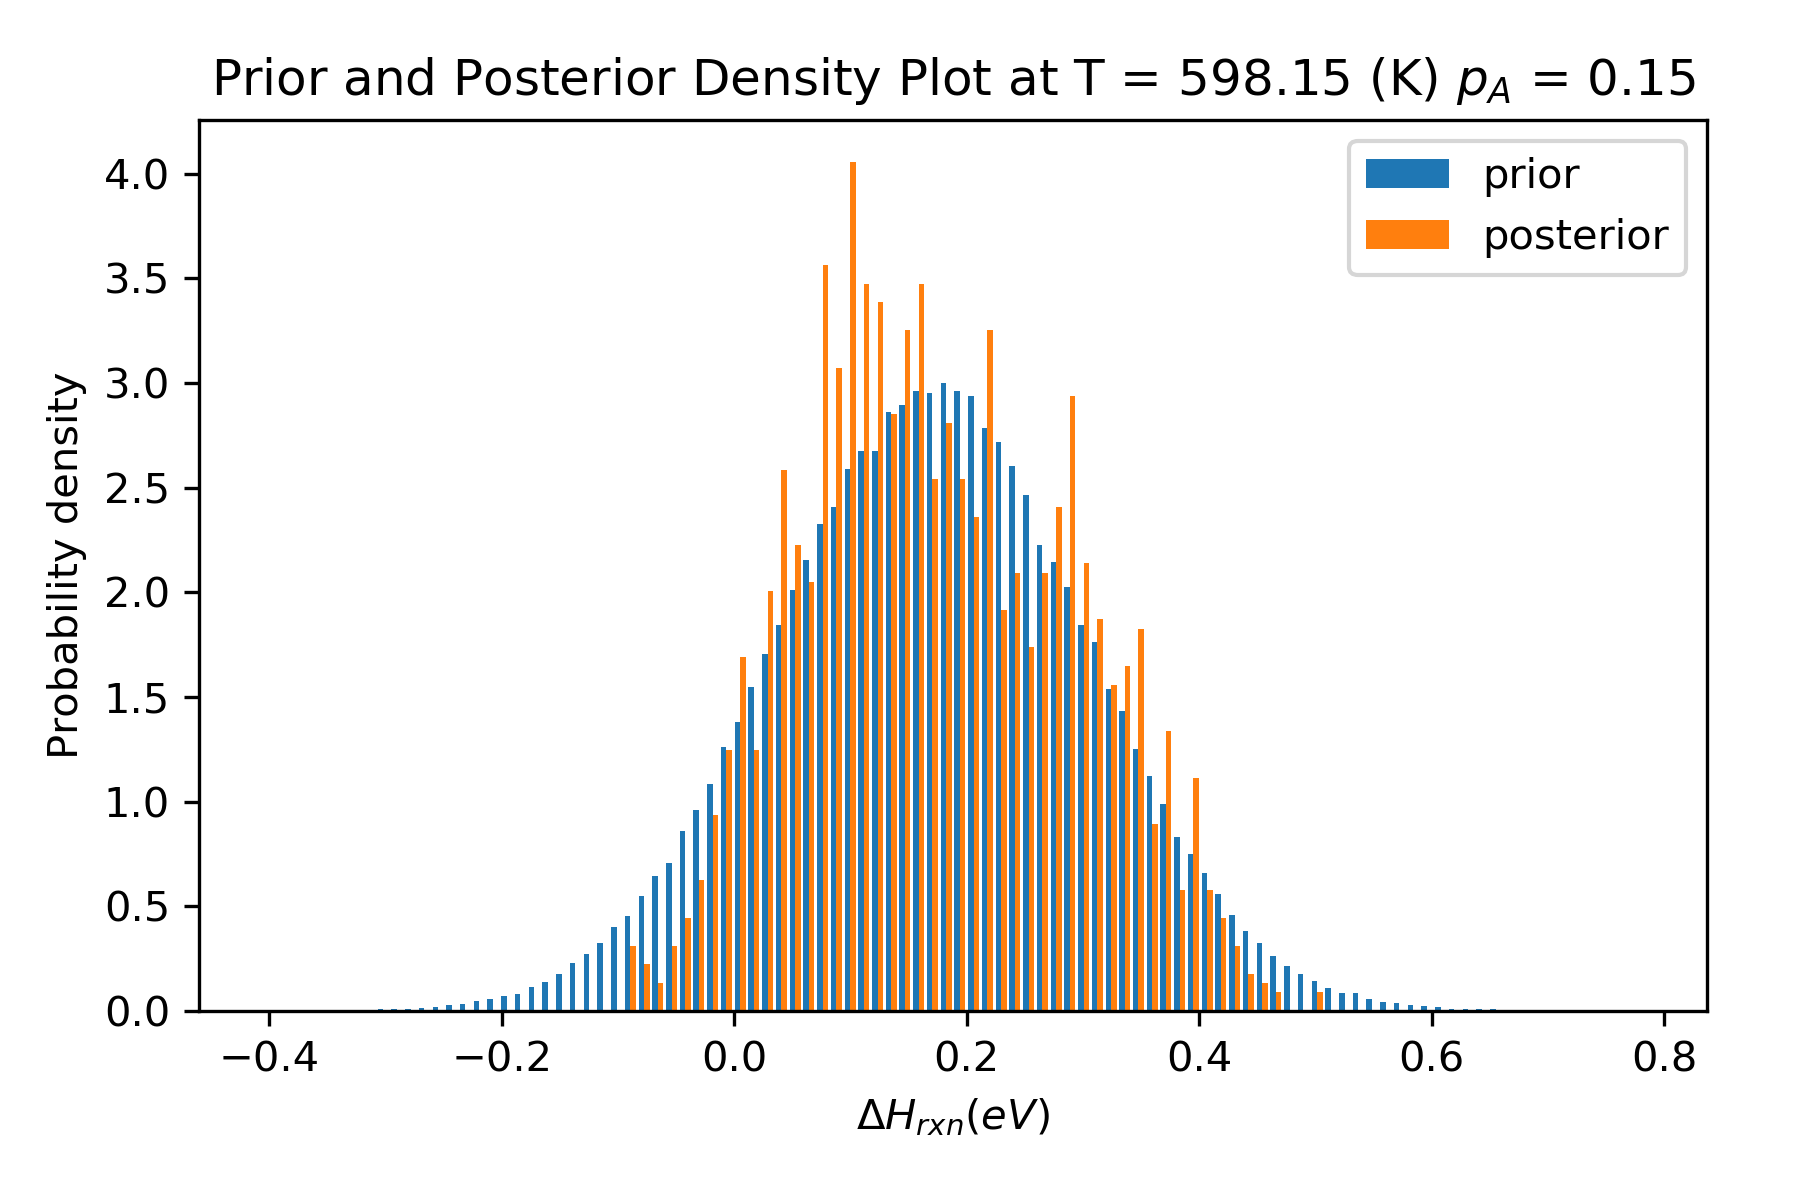 Prior and Posterior Density Plot at T = 598.15 (K) p_A = 0.15
prior
posterior
Probability density
4.0
3.5
3.0
2.5
2.0
1.5
1.0
0.5
0.0
−0.4 −0.2 0.0 0.2 0.4 0.6 0.8
ΔH_rxn(eV)